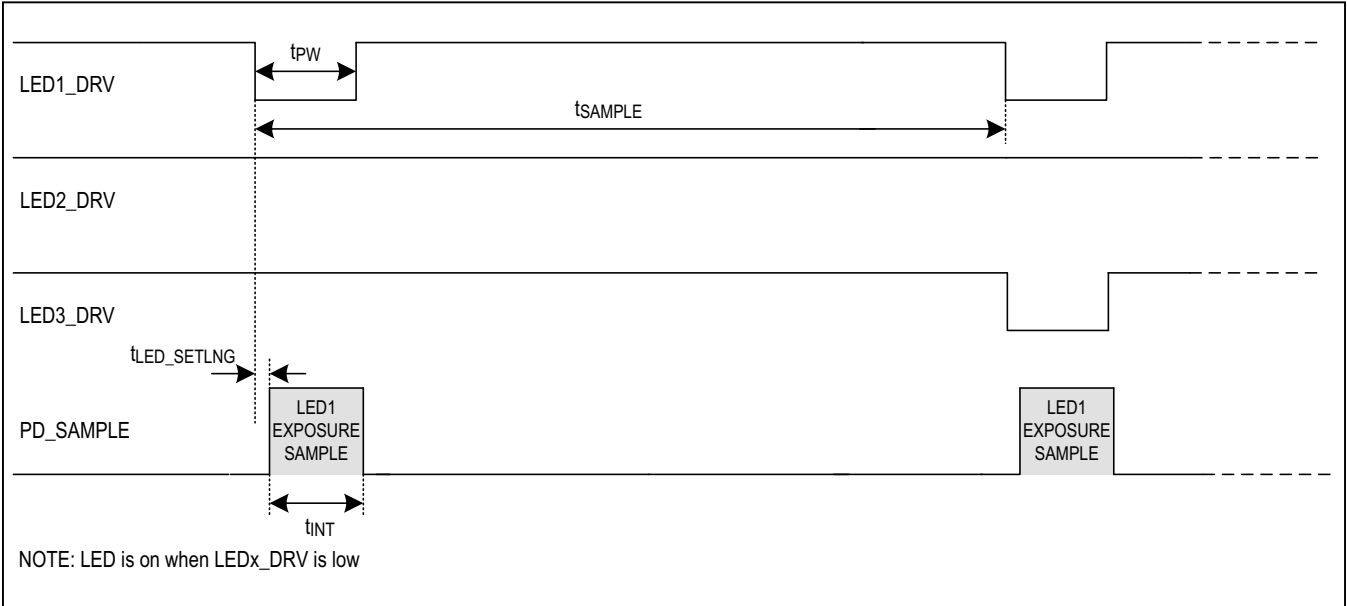 tPW
LED1_DRV
tSAMPLE
LED2_DRV
LED3_DRV
tLED_SETLNG
LED1
EXPOSURE
SAMPLE
LED1
EXPOSURE
SAMPLE
PD_SAMPLE
tINT
NOTE: LED is on when LEDx_DRV is low